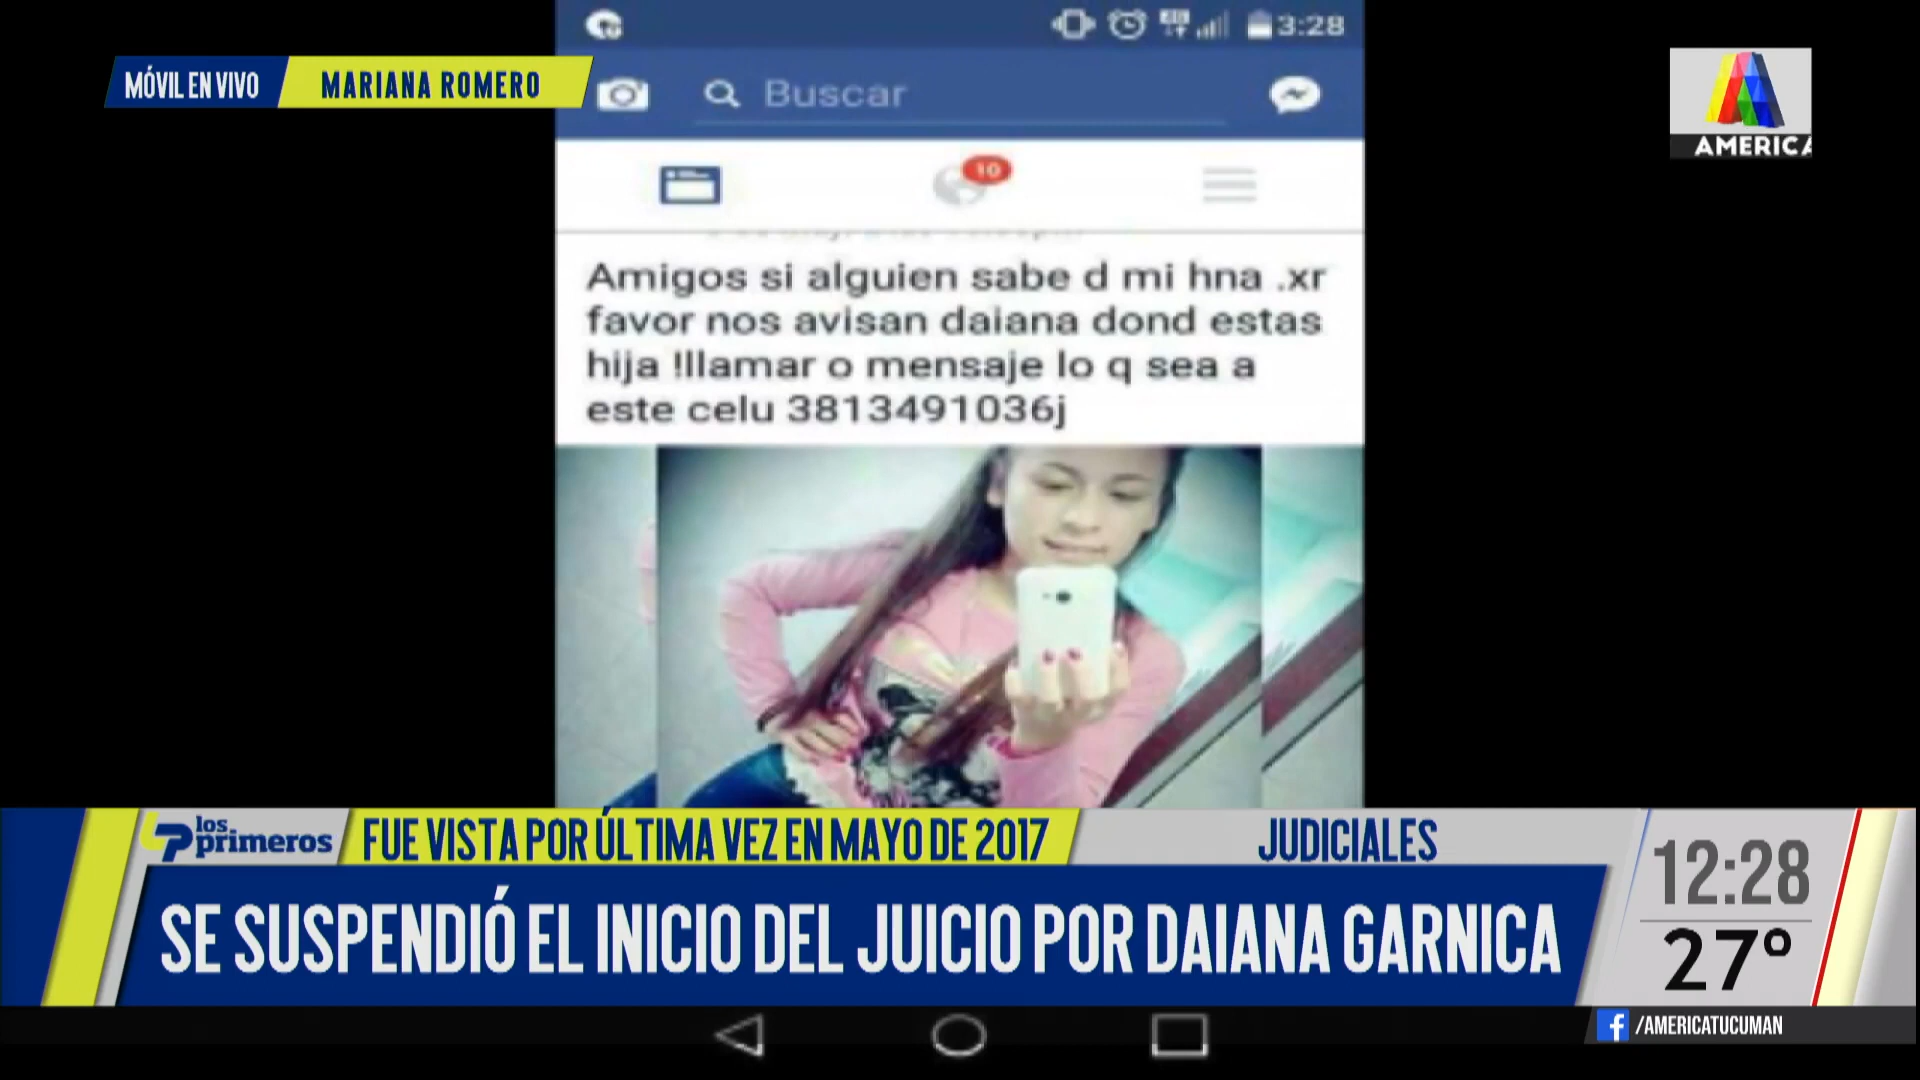 3:28
MÓVIL EN VIVO
MARIANA ROMERO
Buscar
AMERICA
10
Amigos si alguien sabe d mi hna .xr
favor nos avisan daiana dond estas
hija !llamar o mensaje lo q sea a
este celu 3813491036j
los
primeros
FUE VISTA POR ÚLTIMA VEZ EN MAYO DE 2017
JUDICIALES
SE SUSPENDIÓ EL INICIO DEL JUICIO POR DAIANA GARNICA
12:28
27°
/AMERICATUCUMAN